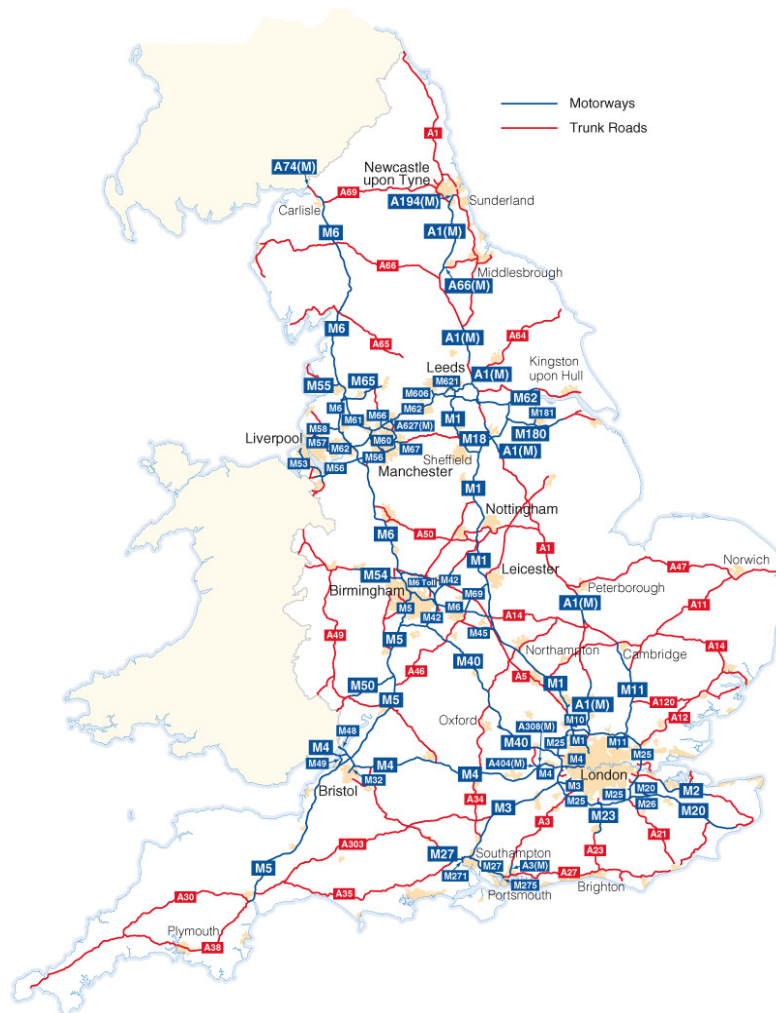 Motorways
Trunk Roads
A1
A74(M)
Newcastle
upon Tyne
A69
A194(M)
Sunderland
Carlisle
M6
A1(M)
A66
Middlesbrough
A66(M)
M6
A1(M)
A64
A65
Leeds
A1(M)
Kingston
upon Hull
M55
M65
M621
M606
M62
M6
M66
M62
M181
M61
A627(M)
M1
M58
M180
Liverpool
M57
M60
M18
M62
M67
A1(M)
M56
Sheffield
M53
M56
Manchester
M1
Nottingham
M6
A50
A1
M1
Leicester
A47
Norwich
M54
M6 Toll
M42
Birmingham
Peterborough
M69
A1(M)
A11
M5
M6
A14
M42
A49
M5
M45
Northampton
Cambridge
A14
M40
A46
A5
M1
M11
M50
M5
A1(M)
A120
Oxford
A308(M)
M10
A12
M48
M40
M25
M1
M11
M4
M25
M49
M4
A404(M)
M4
M4
M4
London
M32
Bristol
M3
M20
M2
M25
M25
M26
A34
M3
M23
M20
A3
A21
A303
A23
M27
Southampton
M5
M27
A3(M)
A27
M271
A30
A35
M275
Brighton
Portsmouth
Plymouth
A38